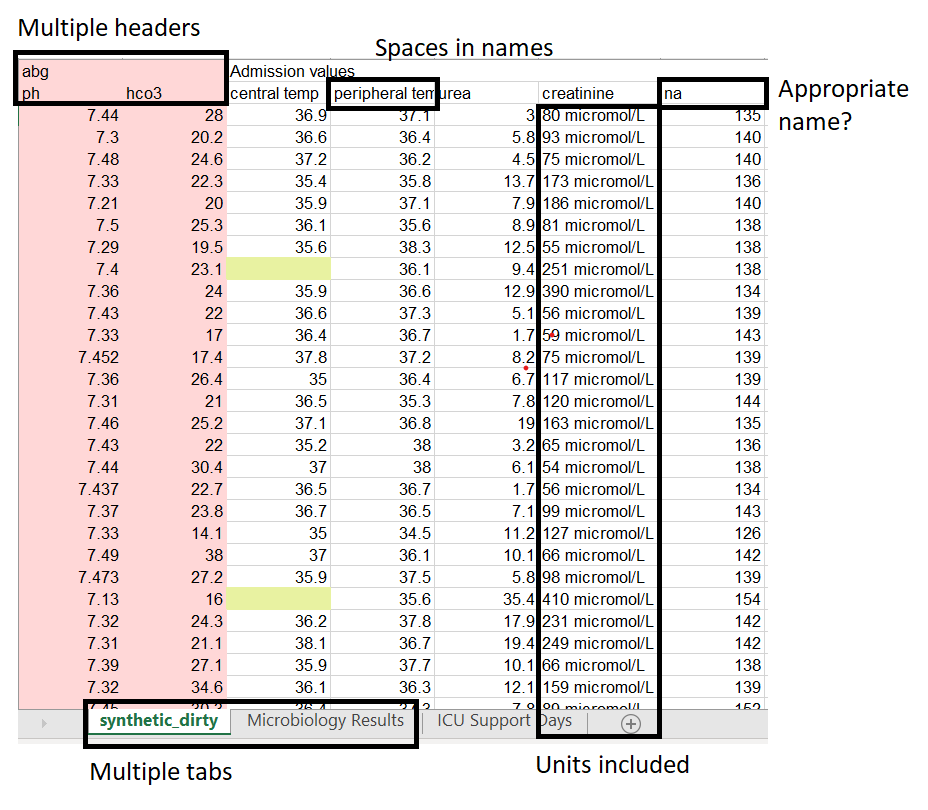 Multiple headers
Spaces in names
abg Admission values
ph hco3 central temp peripheral tem urea creatinine na
Appropriate
name?
7.44 28 36.9 37.1 3 80 micromol/L 135
7.3 20.2 36.6 36.4 5.8 93 micromol/L 140
7.48 24.6 37.2 36.2 4.5 75 micromol/L 140
7.33 22.3 35.4 35.8 13.7 173 micromol/L 136
7.21 20 35.9 37.1 7.9 186 micromol/L 140
7.5 25.3 36.1 35.6 8.9 81 micromol/L 138
7.29 19.5 35.6 38.3 12.5 55 micromol/L 138
7.4 23.1 36.1 9.4 251 micromol/L 138
7.36 24 35.9 36.6 12.9 390 micromol/L 134
7.43 22 36.6 37.3 5.1 56 micromol/L 139
7.33 17 36.4 36.7 1.7 59 micromol/L 143
7.452 17.4 37.8 37.2 8.2 75 micromol/L 139
7.36 26.4 35 36.4 6.7 117 micromol/L 139
7.31 21 36.5 35.3 7.8 120 micromol/L 144
7.46 25.2 37.1 36.8 19 163 micromol/L 135
7.43 22 35.2 38 3.2 65 micromol/L 136
7.44 30.4 37 38 6.1 54 micromol/L 138
7.437 22.7 36.5 36.7 1.7 56 micromol/L 134
7.37 23.8 36.7 36.5 7.1 99 micromol/L 143
7.33 14.1 35 34.5 11.2 127 micromol/L 126
7.49 38 37 36.1 10.1 66 micromol/L 142
7.473 27.2 35.9 37.5 5.8 98 micromol/L 139
7.13 16 35.6 35.4 410 micromol/L 154
7.32 24.3 36.2 37.8 17.9 231 micromol/L 142
7.31 21.1 38.1 36.7 19.4 249 micromol/L 142
7.39 27.1 35.9 37.7 10.1 66 micromol/L 138
7.32 34.6 36.1 36.3 12.1 159 micromol/L 139
synthetic_dirty Microbiology Results ICU Support Days
Multiple tabs
Units included